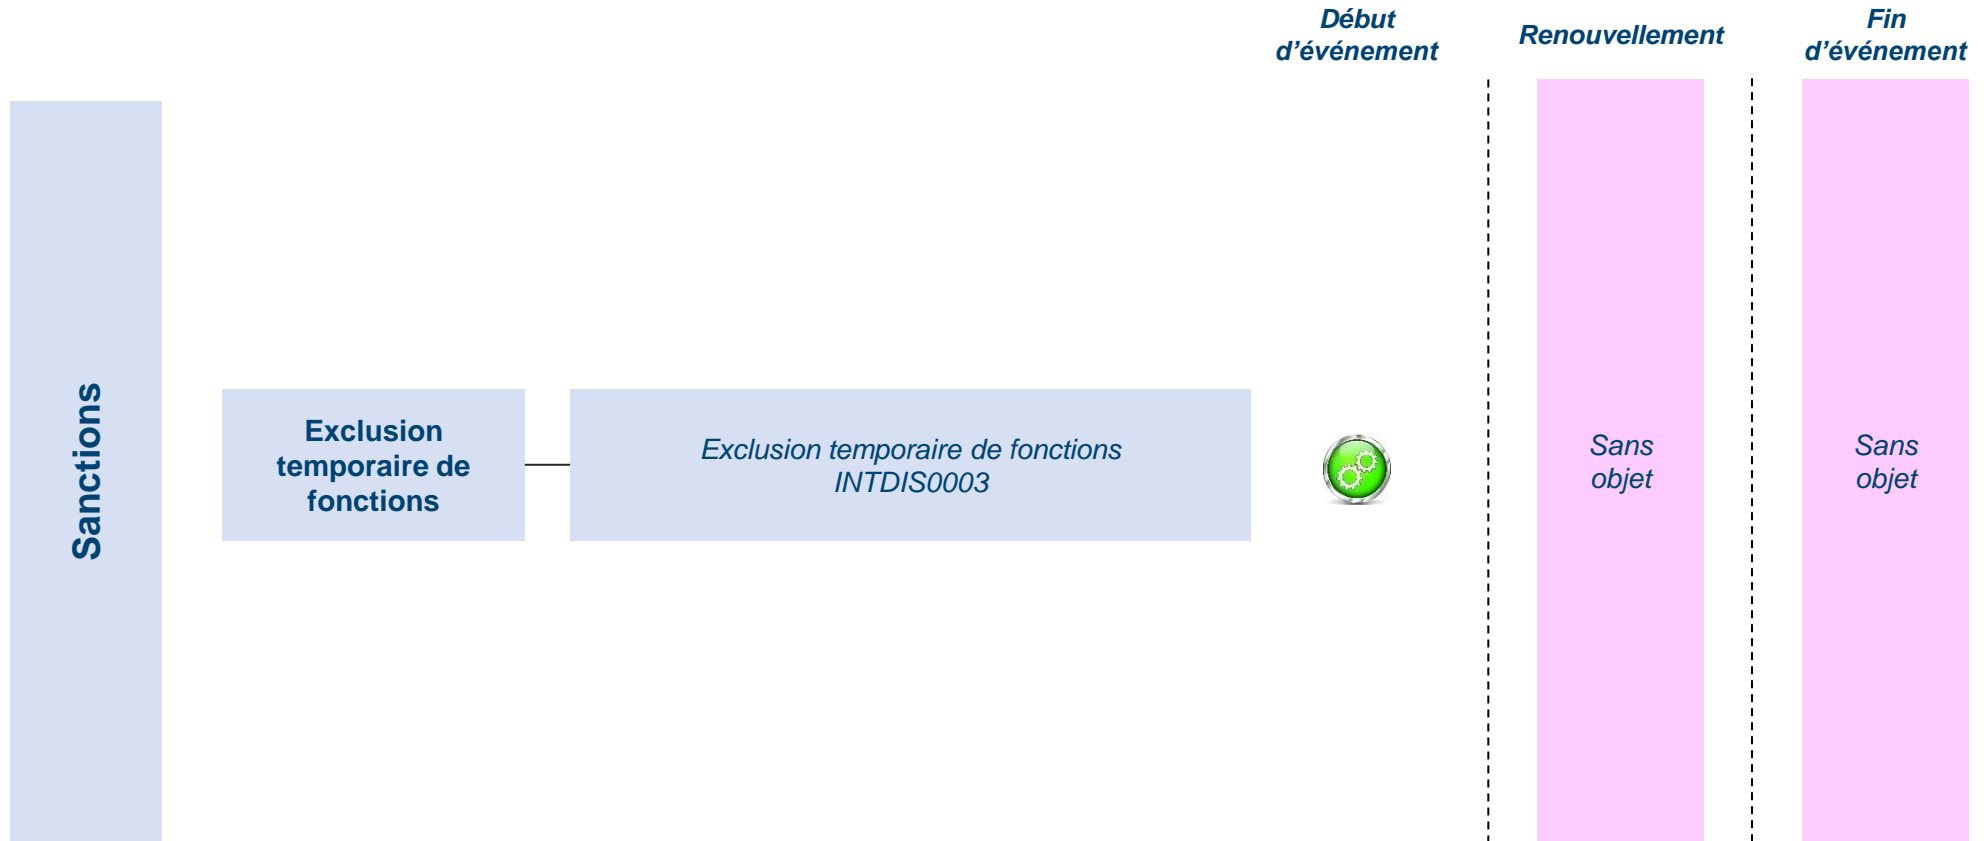 Début
d’événement
Renouvellement
Fin
d’événement
Sanctions
Exclusion
temporaire de
fonctions
Exclusion temporaire de fonctions
INTDIS0003
Sans
objet
Sans
objet